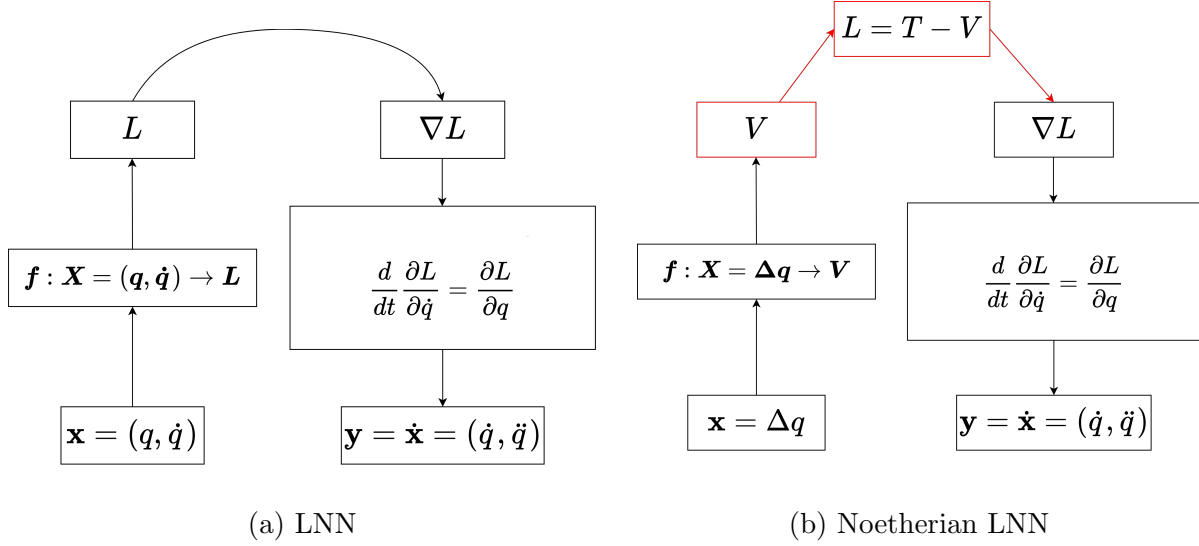 L
∇L
f : X = (q, q̇) → L
d/dt ∂L/∂q̇ = ∂L/∂q
x = (q, q̇)
y = ẋ = (q̇, q̈)
(a) LNN
L = T − V
V
∇L
f : X = Δq → V
d/dt ∂L/∂q̇ = ∂L/∂q
x = Δq
y = ẋ = (q̇, q̈)
(b) Noetherian LNN